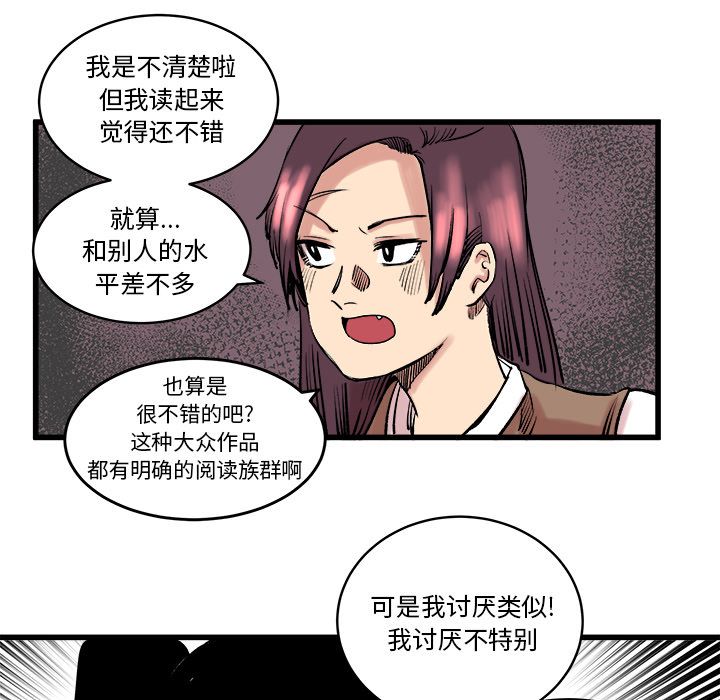 我是不清楚啦
但我读起来
觉得还不错
就算...
和别人的水
平差不多
也算是
很不错的吧?
这种大众作品
都有明确的阅读族群啊
可是我讨厌类似!
我讨厌不特别